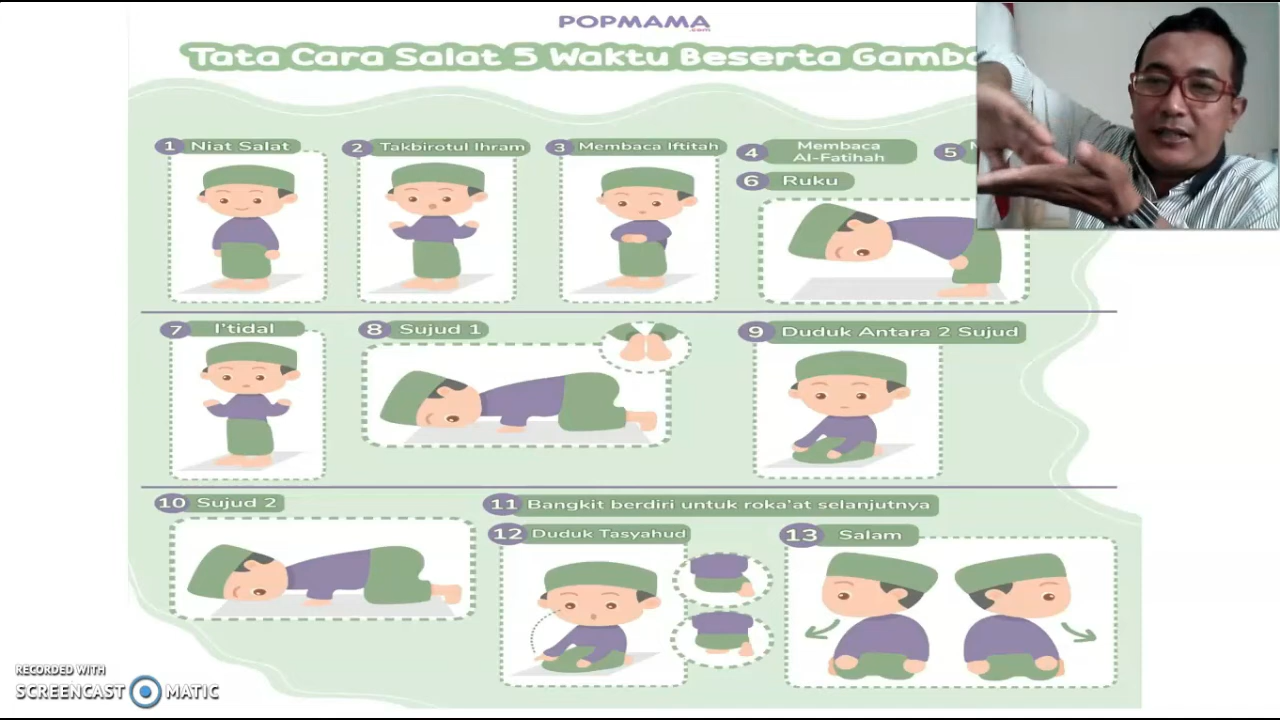 POPMAMA
.com
Tata Cara Salat 5 Waktu Beserta
1 Niat Salat
2 Takbirotul Ihram
3 Membaca Iftitah
4 Membaca
Al-Fatihah
5
6 Ruku
7 I'tidal
8 Sujud 1
9 Duduk Antara 2 Sujud
10 Sujud 2
11 Bangkit berdiri untuk roka'at selanjutnya
12 Duduk Tasyahud
13 Salam
RECORDED WITH
SCREENCAST MATIC